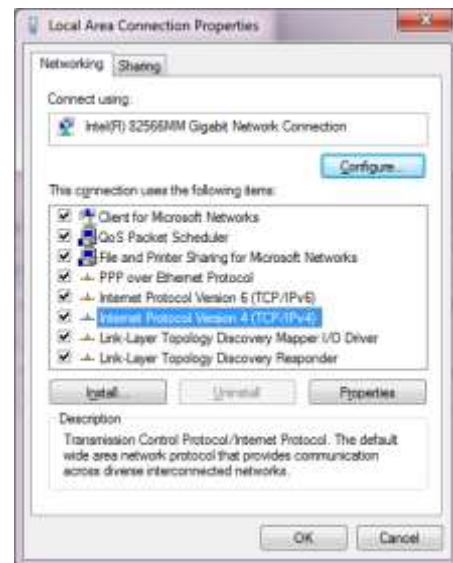 Local Area Connection Properties
Networking Sharing
Connect using:
Intel(R) 82566MM Gigabit Network Connection
Configure...
This connection uses the following items:
Client for Microsoft Networks
QoS Packet Scheduler
File and Printer Sharing for Microsoft Networks
PPP over Ethernet Protocol
Internet Protocol Version 6 (TCP/IPv6)
Internet Protocol Version 4 (TCP/IPv4)
Link-Layer Topology Discovery Mapper I/O Driver
Link-Layer Topology Discovery Responder
Install... Uninstall Properties
Description
Transmission Control Protocol/Internet Protocol. The default
wide area network protocol that provides communication
across diverse interconnected networks.
OK Cancel